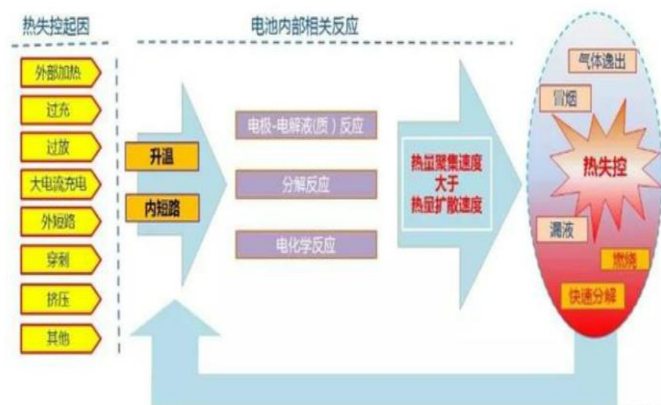 热失控起因
电池内部相关反应
外部加热
过充
过放
大电流充电
外短路
穿刺
挤压
其他
升温
内短路
电极-电解液(质)反应
分解反应
电化学反应
热量聚集速度
大于
热量扩散速度
气体逸出
冒烟
热失控
漏液
燃烧
快速分解